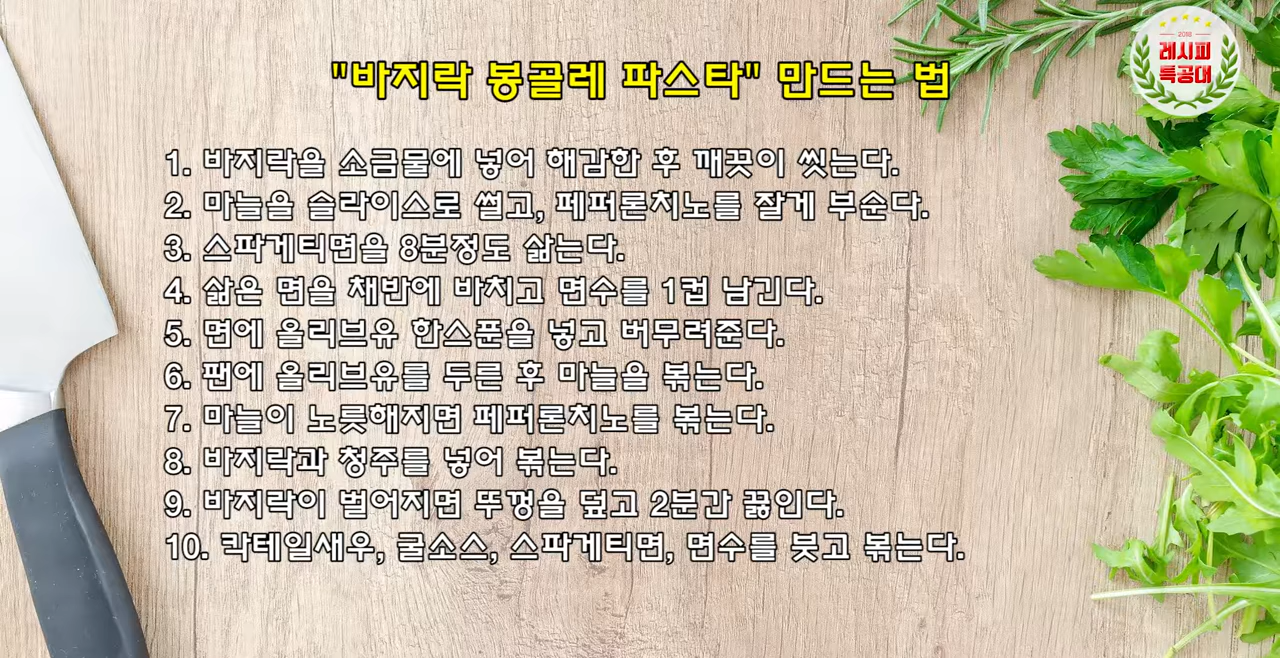 2018
레시피
특공대
"바지락 봉골레 파스타" 만드는 법
1. 바지락을 소금물에 넣어 해감한 후 깨끗이 씻는다.
2. 마늘을 슬라이스로 썰고, 페퍼론치노를 잘게 부순다.
3. 스파게티면을 8분정도 삶는다.
4. 삶은 면을 채반에 바치고 면수를 1컵 남긴다.
5. 면에 올리브유 한스푼을 넣고 버무려준다.
6. 팬에 올리브유를 두른 후 마늘을 볶는다.
7. 마늘이 노릇해지면 페퍼론치노를 볶는다.
8. 바지락과 청주를 넣어 볶는다.
9. 바지락이 벌어지면 뚜껑을 덮고 2분간 끓인다.
10. 칵테일새우, 굴소스, 스파게티면, 면수를 붓고 볶는다.